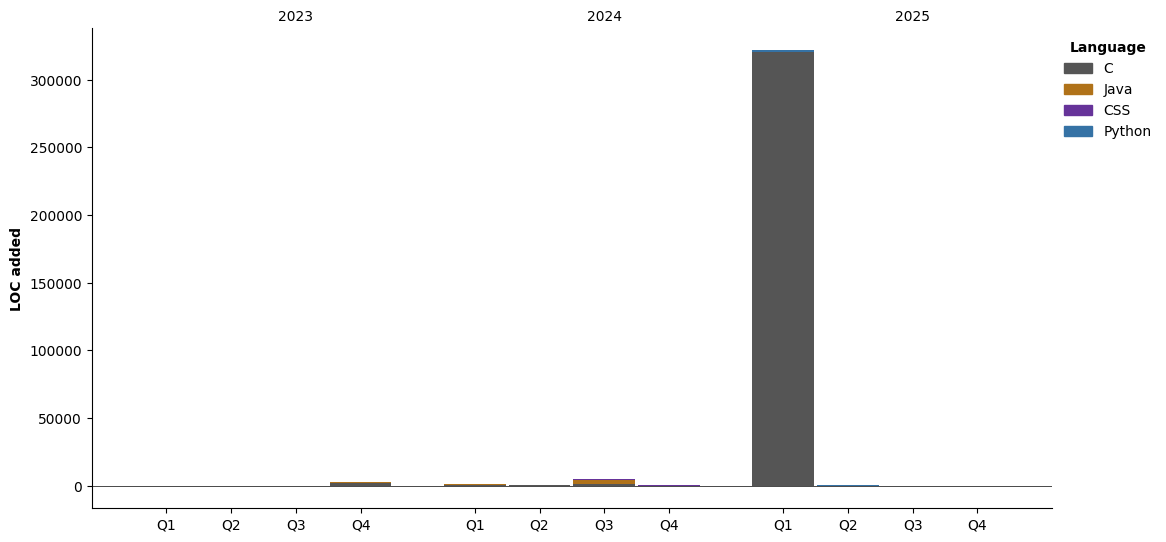 2023 2024 2025
Language
C
Java
CSS
Python
LOC added
300000
250000
200000
150000
100000
50000
0
Q1 Q2 Q3 Q4 Q1 Q2 Q3 Q4 Q1 Q2 Q3 Q4